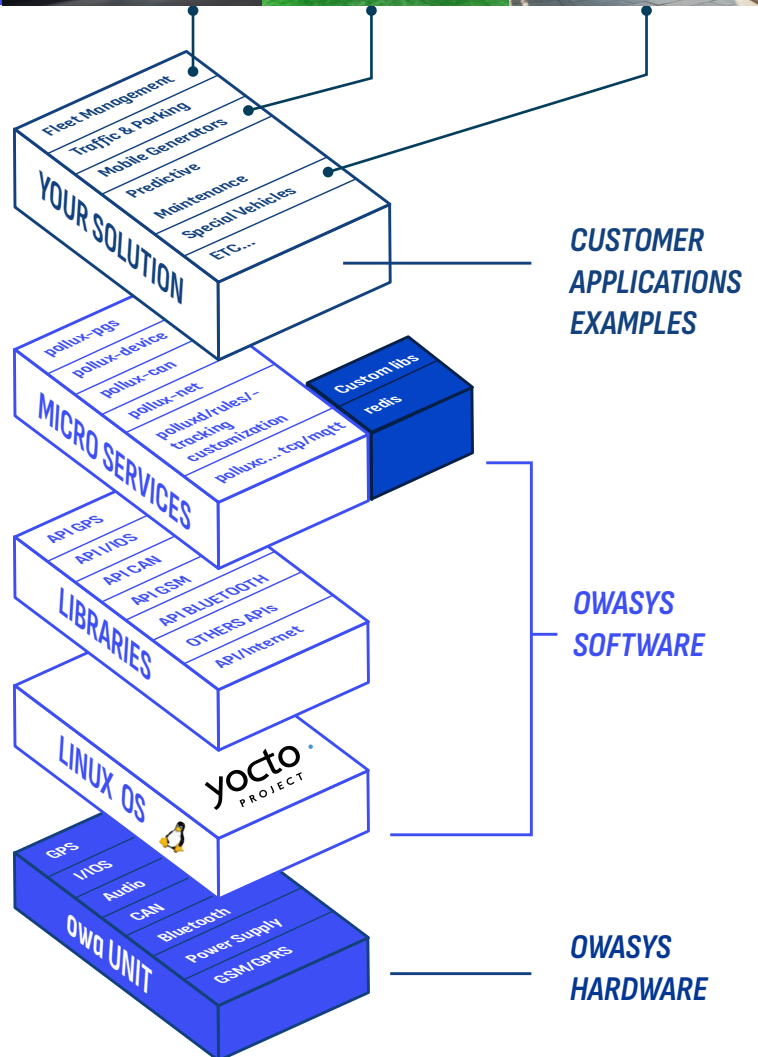 Fleet Management
Traffic & Parking
Mobile Generators
Predictive
Maintenance
Special Vehicles
ETC...
YOUR SOLUTION
CUSTOMER
APPLICATIONS
EXAMPLES
pollux-pgs
pollux-device
pollux-can
pollux-net
polluxd/rules/-
tracking
customization
polluxc...tcp/mqtt
MICRO SERVICES
Custom libs
redis
API GPS
API I/IOS
API CAN
API GSM
API BLUETOOTH
OTHERS APIs
API/Internet
LIBRARIES
OWASYS
SOFTWARE
LINUX OS
yocto
PROJECT
GPS
I/IOS
Audio
CAN
Bluetooth
Power Supply
GSM/GPRS
owa UNIT
OWASYS
HARDWARE